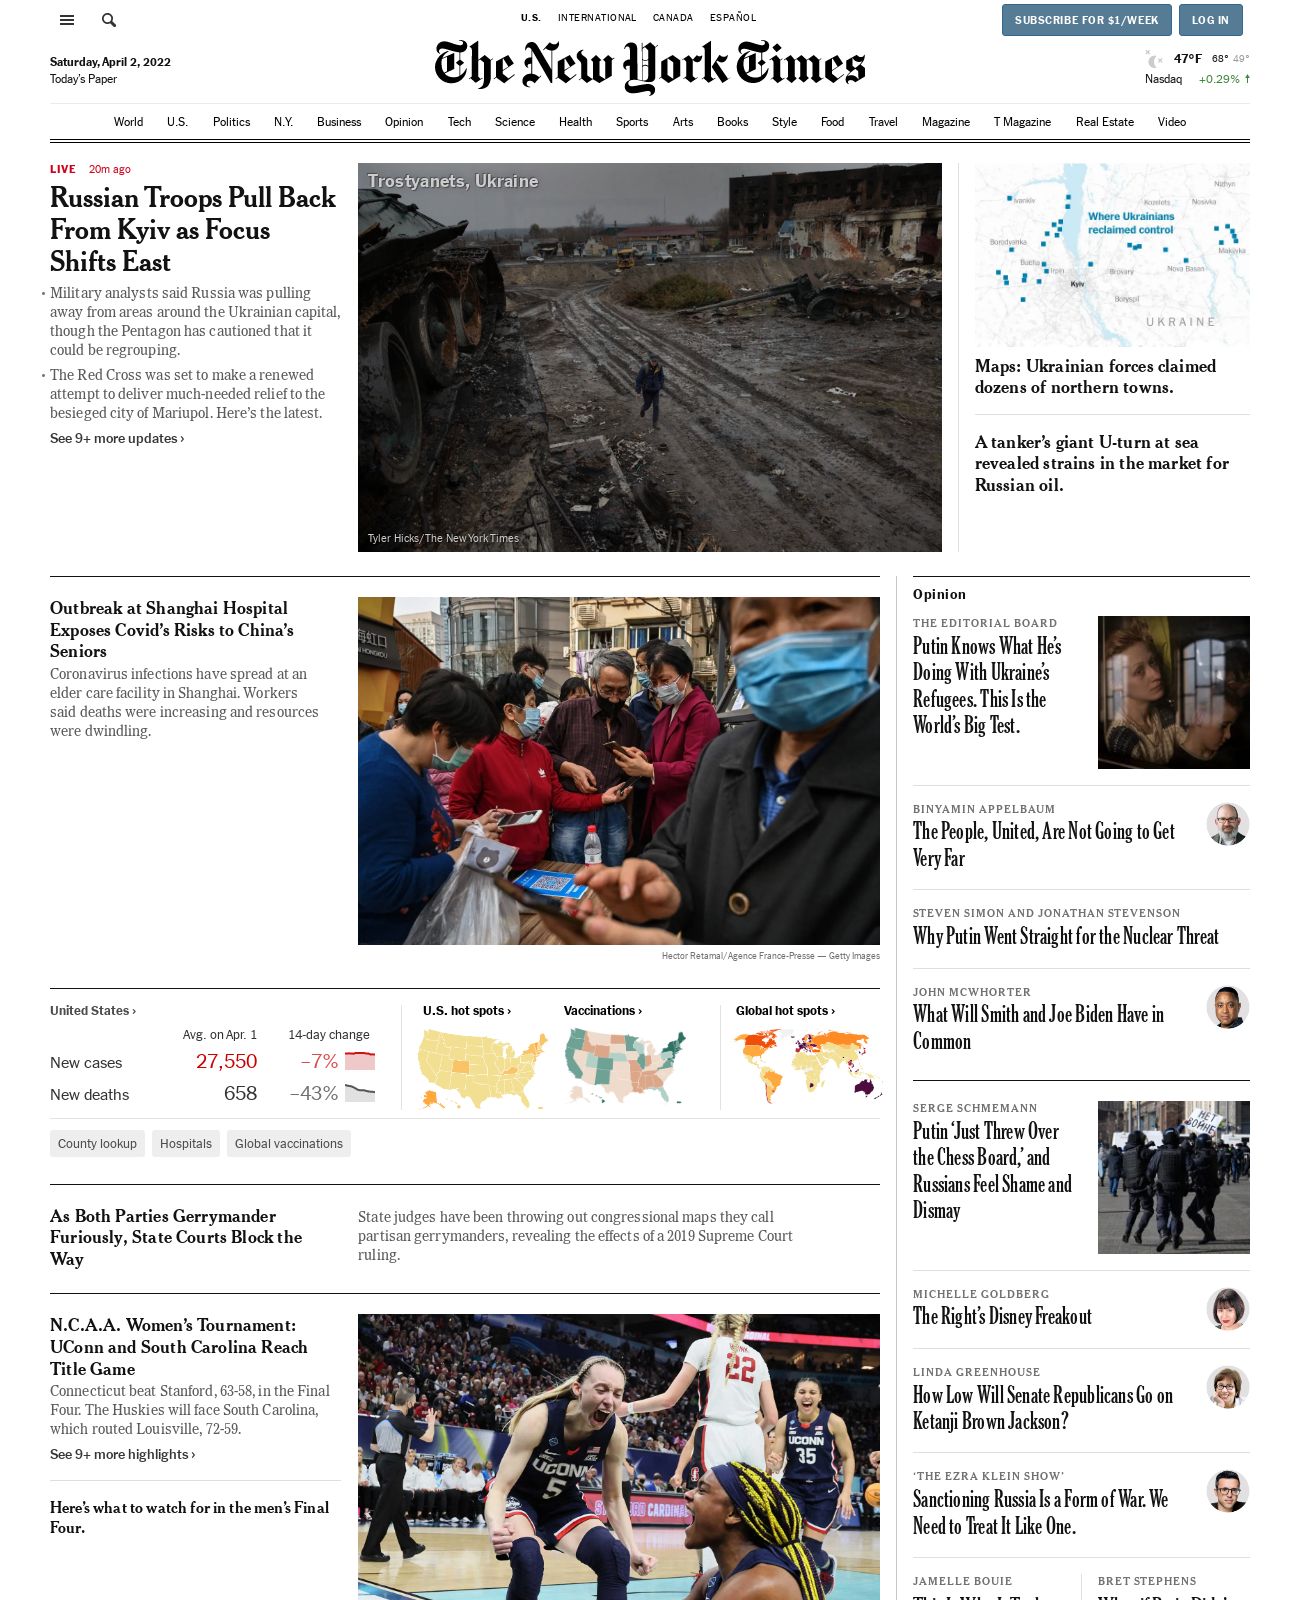 U.S. INTERNATIONAL CANADA ESPAÑOL
SUBSCRIBE FOR $1/WEEK LOG IN
Saturday, April 2, 2022
Today's Paper
The New York Times
47°F 68° 49°
Nasdaq +0.29% ↑
World U.S. Politics N.Y. Business Opinion Tech Science Health Sports Arts Books Style Food Travel Magazine T Magazine Real Estate Video
LIVE 20m ago
Russian Troops Pull Back
From Kyiv as Focus
Shifts East
• Military analysts said Russia was pulling
away from areas around the Ukrainian capital,
though the Pentagon has cautioned that it
could be regrouping.
• The Red Cross was set to make a renewed
attempt to deliver much-needed relief to the
besieged city of Mariupol. Here's the latest.
See 9+ more updates ›
Trostyanets, Ukraine
Tyler Hicks/The New York Times
Nizhyn
Ivankiv
Kozelets
Nosivka
Where Ukrainians
reclaimed control
Borodyanka
Makiivka
Bucha
Irpin
Brovary
Nova Basan
Kyiv
Boryspil
UKRAINE
Maps: Ukrainian forces claimed
dozens of northern towns.
A tanker's giant U-turn at sea
revealed strains in the market for
Russian oil.
Outbreak at Shanghai Hospital
Exposes Covid's Risks to China's
Seniors
Coronavirus infections have spread at an
elder care facility in Shanghai. Workers
said deaths were increasing and resources
were dwindling.
HONGKOU
Hector Retamal/Agence France-Presse — Getty Images
United States ›
Avg. on Apr. 1 14-day change
New cases 27,550 –7%
New deaths 658 –43%
U.S. hot spots ›
Vaccinations ›
Global hot spots ›
County lookup Hospitals Global vaccinations
As Both Parties Gerrymander
Furiously, State Courts Block the
Way
State judges have been throwing out congressional maps they call
partisan gerrymanders, revealing the effects of a 2019 Supreme Court
ruling.
N.C.A.A. Women's Tournament:
UConn and South Carolina Reach
Title Game
Connecticut beat Stanford, 63-58, in the Final
Four. The Huskies will face South Carolina,
which routed Louisville, 72-59.
See 9+ more highlights ›
Here's what to watch for in the men's Final
Four.
22
UCONN
5
UCONN
35
CARDINAL
Opinion
THE EDITORIAL BOARD
Putin Knows What He's
Doing With Ukraine's
Refugees. This Is the
World's Big Test.
BINYAMIN APPELBAUM
The People, United, Are Not Going to Get
Very Far
STEVEN SIMON AND JONATHAN STEVENSON
Why Putin Went Straight for the Nuclear Threat
JOHN MCWHORTER
What Will Smith and Joe Biden Have in
Common
SERGE SCHMEMANN
Putin 'Just Threw Over
the Chess Board,' and
Russians Feel Shame and
Dismay
НЕТ
ВОЙНЕ
MICHELLE GOLDBERG
The Right's Disney Freakout
LINDA GREENHOUSE
How Low Will Senate Republicans Go on
Ketanji Brown Jackson?
'THE EZRA KLEIN SHOW'
Sanctioning Russia Is a Form of War. We
Need to Treat It Like One.
JAMELLE BOUIE
BRET STEPHENS